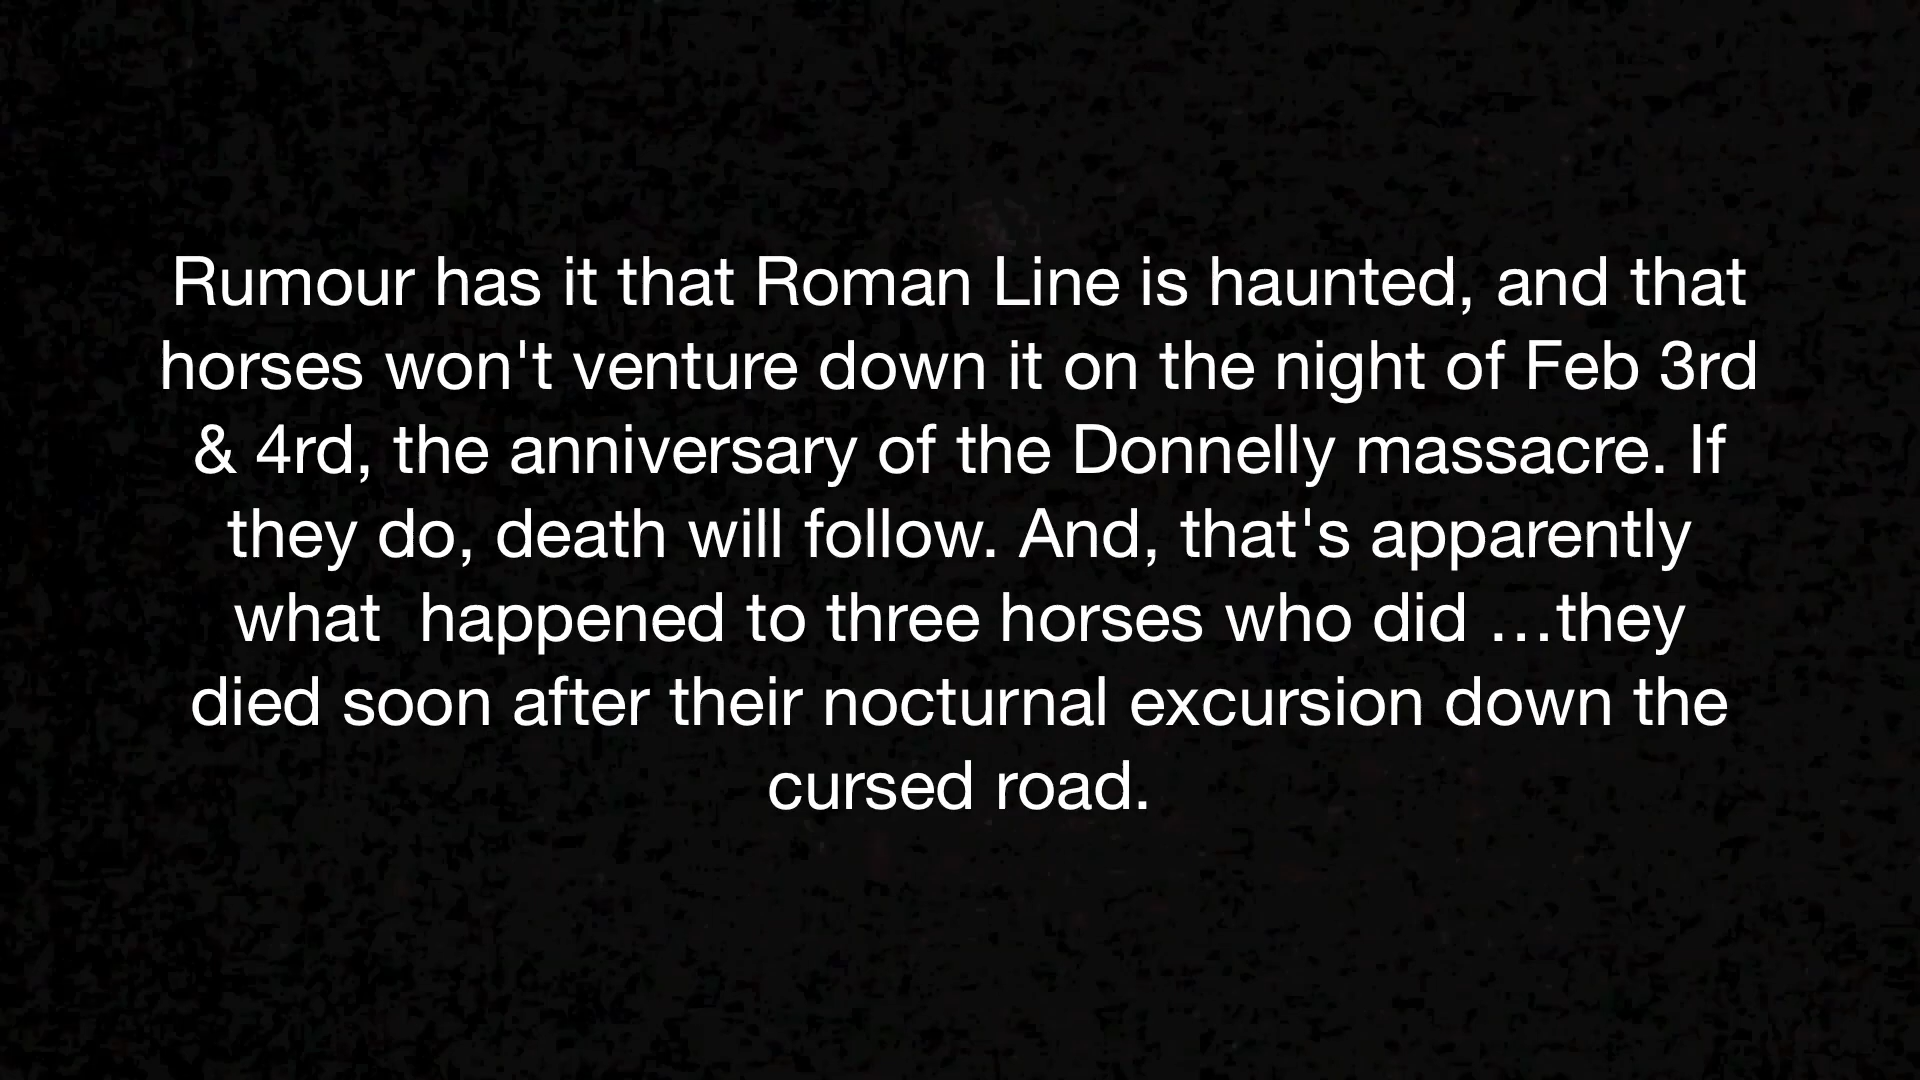 Rumour has it that Roman Line is haunted, and that
horses won't venture down it on the night of Feb 3rd
& 4rd, the anniversary of the Donnelly massacre. If
they do, death will follow. And, that's apparently
what  happened to three horses who did …they
died soon after their nocturnal excursion down the
cursed road.